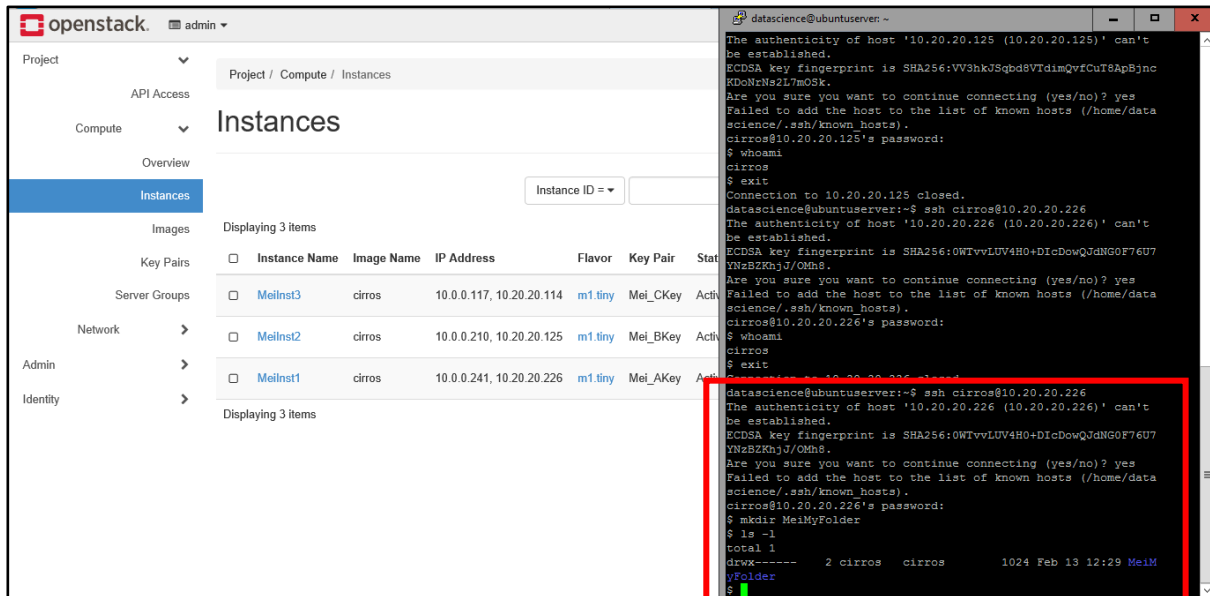 openstack. admin
Project
API Access
Compute
Overview
Instances
Images
Key Pairs
Server Groups
Network
Admin
Identity
Project / Compute / Instances
Instances
Instance ID =
Displaying 3 items
Instance Name Image Name IP Address Flavor Key Pair Stat
MeiInst3 cirros 10.0.0.117, 10.20.20.114 m1.tiny Mei_CKey Activ
MeiInst2 cirros 10.0.0.210, 10.20.20.125 m1.tiny Mei_BKey Activ
MeiInst1 cirros 10.0.0.241, 10.20.20.226 m1.tiny Mei_AKey Activ
Displaying 3 items
datascience@ubuntuserver: ~
The authenticity of host '10.20.20.125 (10.20.20.125)' can't
be established.
ECDSA key fingerprint is SHA256:VV3hkJSqbd8VTdimQvfCuT8ApBjnc
KDoNrNs2L7mOSk.
Are you sure you want to continue connecting (yes/no)? yes
Failed to add the host to the list of known hosts (/home/data
science/.ssh/known_hosts).
cirros@10.20.20.125's password:
$ whoami
cirros
$ exit
Connection to 10.20.20.125 closed.
datascience@ubuntuserver:~$ ssh cirros@10.20.20.226
The authenticity of host '10.20.20.226 (10.20.20.226)' can't
be established.
ECDSA key fingerprint is SHA256:0WTvvLUV4H0+DIcDowQJdNG0F76U7
YNzBZKhjJ/OMh8.
Are you sure you want to continue connecting (yes/no)? yes
Failed to add the host to the list of known hosts (/home/data
science/.ssh/known_hosts).
cirros@10.20.20.226's password:
$ whoami
cirros
$ exit
Connection to 10.20.20.226 closed.
datascience@ubuntuserver:~$ ssh cirros@10.20.20.226
The authenticity of host '10.20.20.226 (10.20.20.226)' can't
be established.
ECDSA key fingerprint is SHA256:0WTvvLUV4H0+DIcDowQJdNG0F76U7
YNzBZKhjJ/OMh8.
Are you sure you want to continue connecting (yes/no)? yes
Failed to add the host to the list of known hosts (/home/data
science/.ssh/known_hosts).
cirros@10.20.20.226's password:
$ mkdir MeiMyFolder
$ ls -l
total 1
drwx------ 2 cirros cirros 1024 Feb 13 12:29 MeiM
yFolder
$